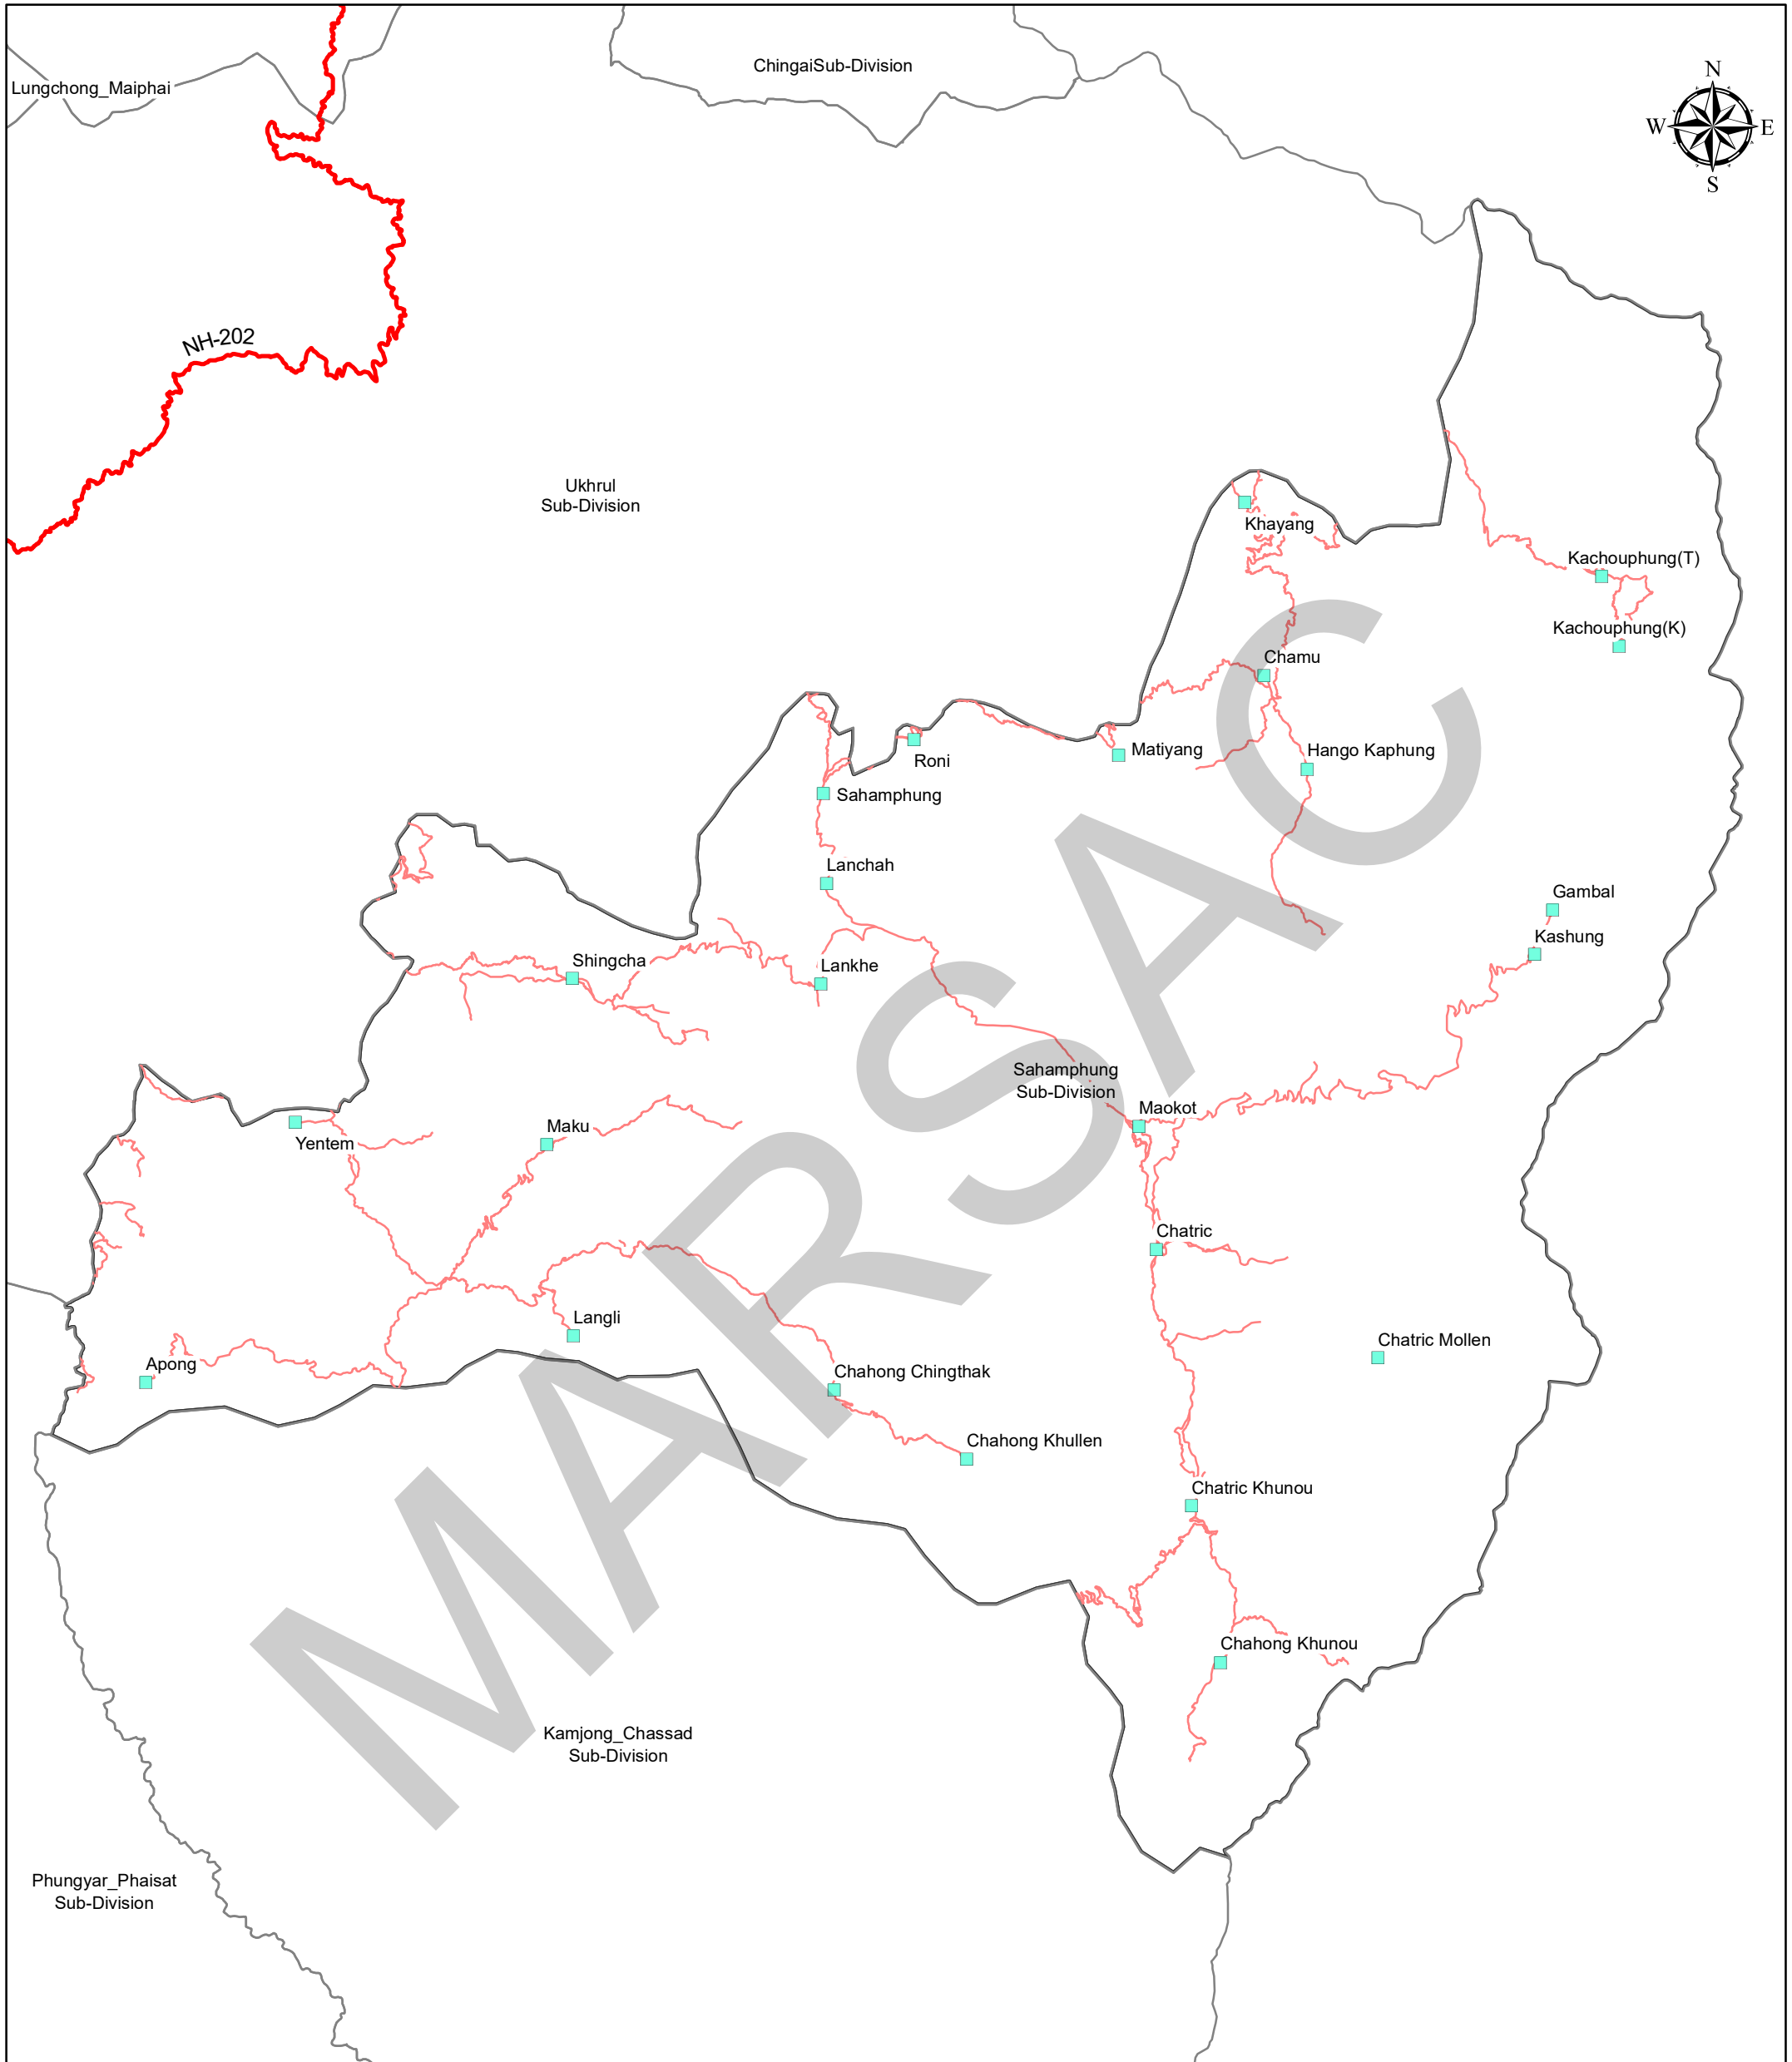 ChingaiSub-Division
Lungchong_Maiphai
N
W
E
S
NH-202
Ukhrul
Sub-Division
Khayang
Kachouphung(T)
Kachouphung(K)
Chamu
Matiyang
Hango Kaphung
Roni
Sahamphung
Lanchah
Gambal
Kashung
Shingcha
Lankhe
Sahamphung
Sub-Division
Maokot
Yentem
Maku
Chatric
Langli
Chatric Mollen
Apong
Chahong Chingthak
Chahong Khullen
Chatric Khunou
Chahong Khunou
Kamjong_Chassad
Sub-Division
Phungyar_Phaisat
Sub-Division
MARSAC